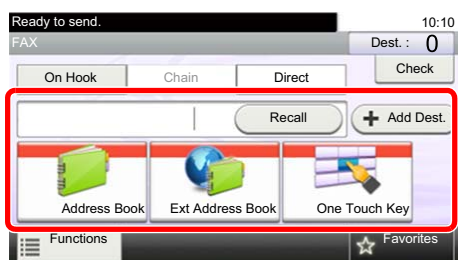 Ready to send. 10:10
FAX Dest. : 0
On Hook Chain Direct Check
Recall Add Dest.
Address Book Ext Address Book One Touch Key
Functions Favorites